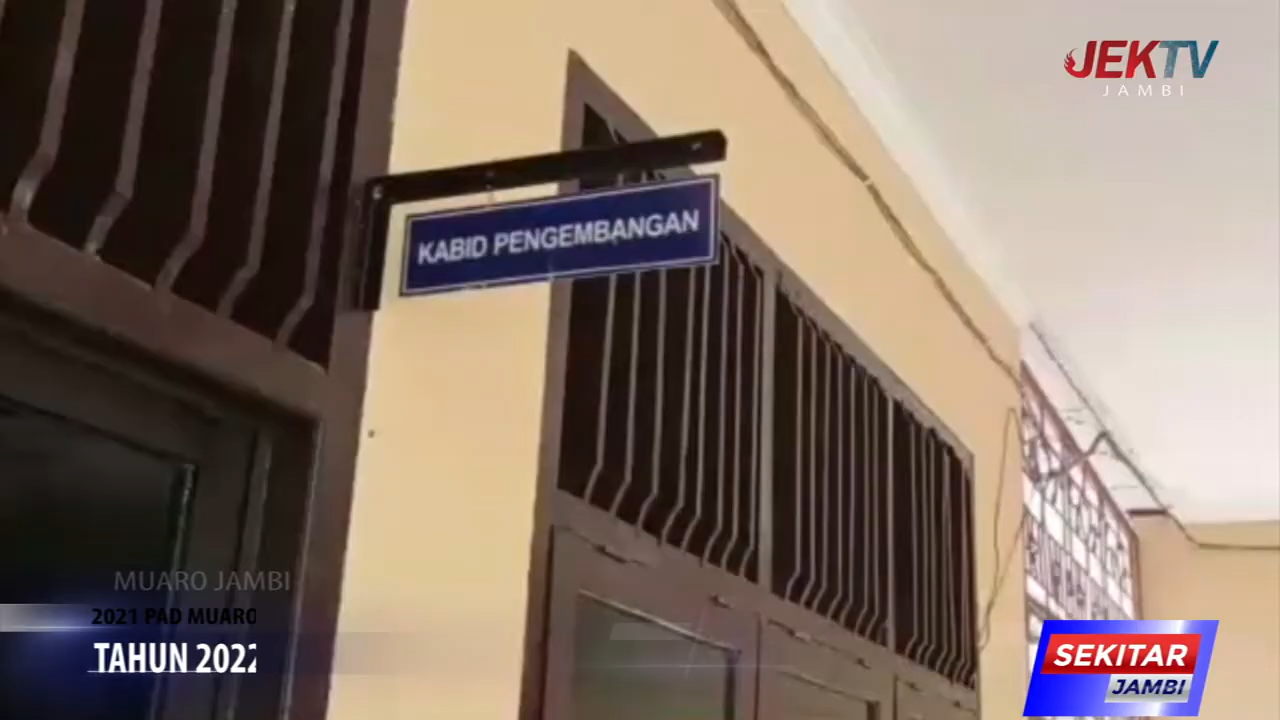 JEKTV
JAMBI
KABID PENGEMBANGAN
MUARO JAMBI
2021 PAD MUARO
TAHUN 2022
SEKITAR
JAMBI